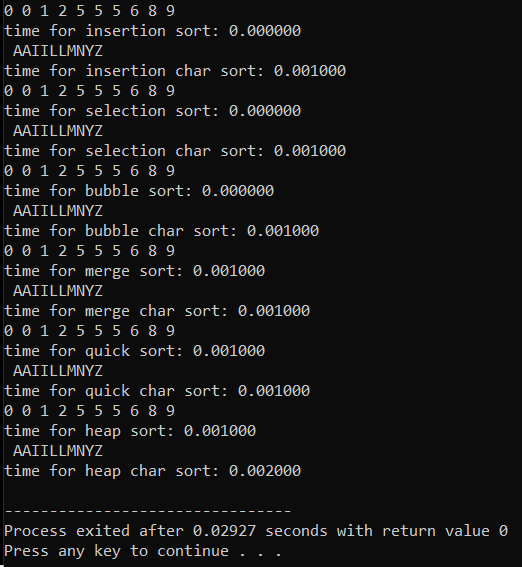 0 0 1 2 5 5 5 6 8 9
time for insertion sort: 0.000000
 AAIILLMNYZ
time for insertion char sort: 0.001000
0 0 1 2 5 5 5 6 8 9
time for selection sort: 0.000000
 AAIILLMNYZ
time for selection char sort: 0.001000
0 0 1 2 5 5 5 6 8 9
time for bubble sort: 0.000000
 AAIILLMNYZ
time for bubble char sort: 0.001000
0 0 1 2 5 5 5 6 8 9
time for merge sort: 0.001000
 AAIILLMNYZ
time for merge char sort: 0.001000
0 0 1 2 5 5 5 6 8 9
time for quick sort: 0.001000
 AAIILLMNYZ
time for quick char sort: 0.001000
0 0 1 2 5 5 5 6 8 9
time for heap sort: 0.001000
 AAIILLMNYZ
time for heap char sort: 0.002000
--------------------------------
Process exited after 0.02927 seconds with return value 0
Press any key to continue . . .